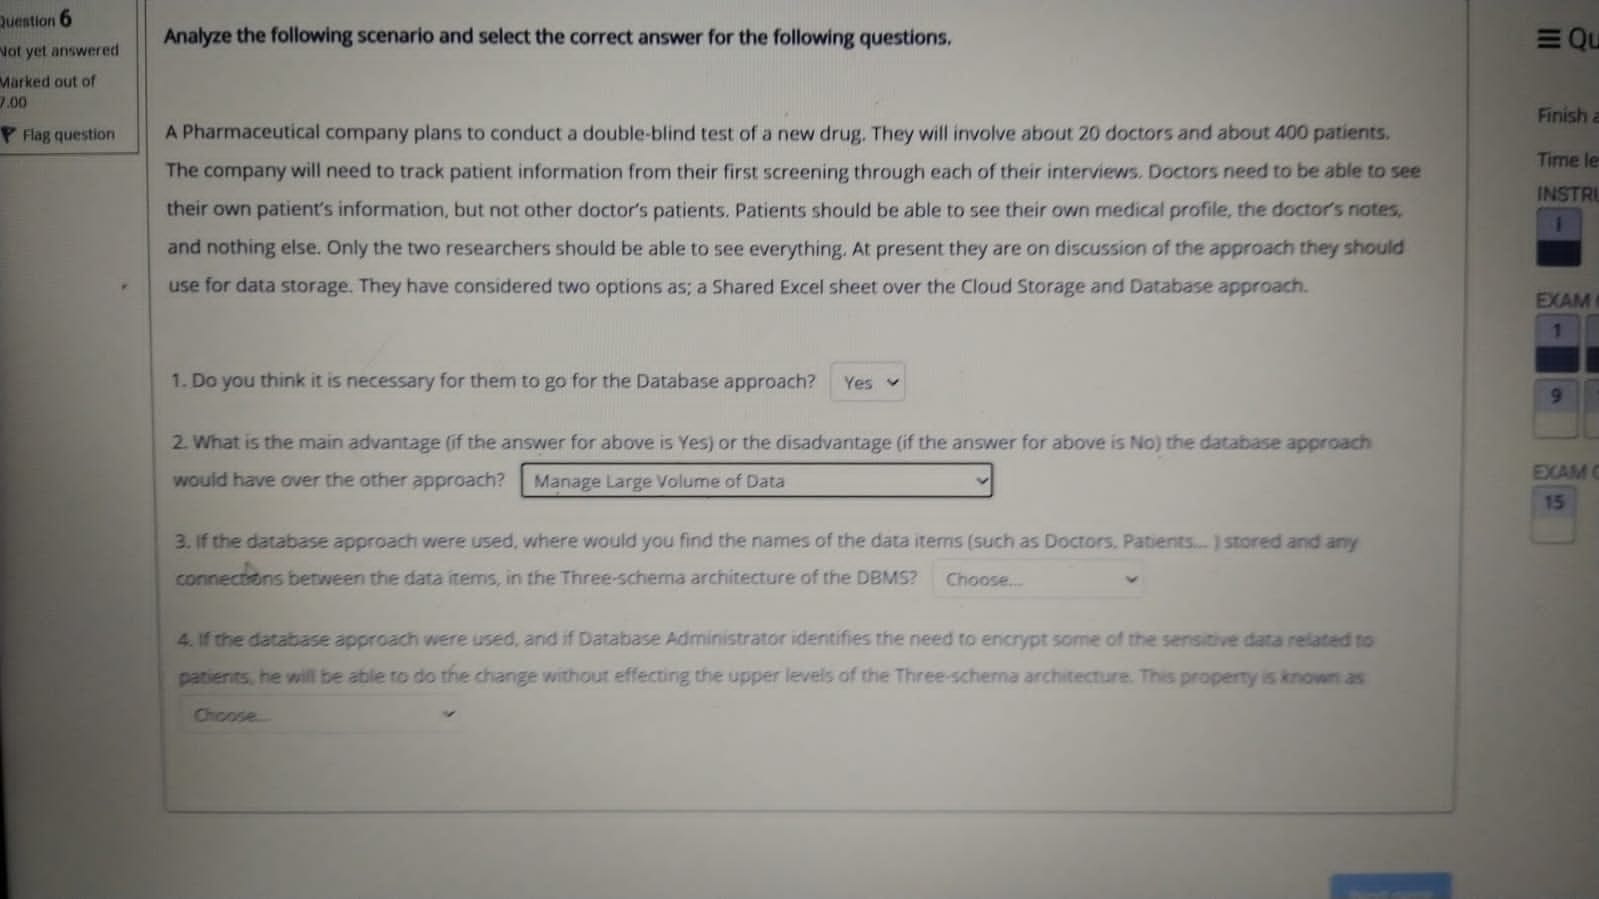 Question 6
Not yet answered
Marked out of
7.00
Flag question
Analyze the following scenario and select the correct answer for the following questions.
A Pharmaceutical company plans to conduct a double-blind test of a new drug. They will involve about 20 doctors and about 400 patients.
The company will need to track patient information from their first screening through each of their interviews. Doctors need to be able to see
their own patient's information, but not other doctor's patients. Patients should be able to see their own medical profile, the doctor's notes,
and nothing else. Only the two researchers should be able to see everything. At present they are on discussion of the approach they should
use for data storage. They have considered two options as; a Shared Excel sheet over the Cloud Storage and Database approach.
1. Do you think it is necessary for them to go for the Database approach? Yes
2. What is the main advantage (if the answer for above is Yes) or the disadvantage (if the answer for above is No) the database approach
would have over the other approach? Manage Large Volume of Data
3. If the database approach were used, where would you find the names of the data items (such as Doctors, Patients... ) stored and any
connections between the data items, in the Three-schema architecture of the DBMS? Choose...
4. If the database approach were used, and if Database Administrator identifies the need to encrypt some of the sensitive data related to
patients, he will be able to do the change without effecting the upper levels of the Three-schema architecture. This property is known as
Choose...
Qu
Finish a
Time le
INSTRU
i
EXAM
1
9
EXAM
15